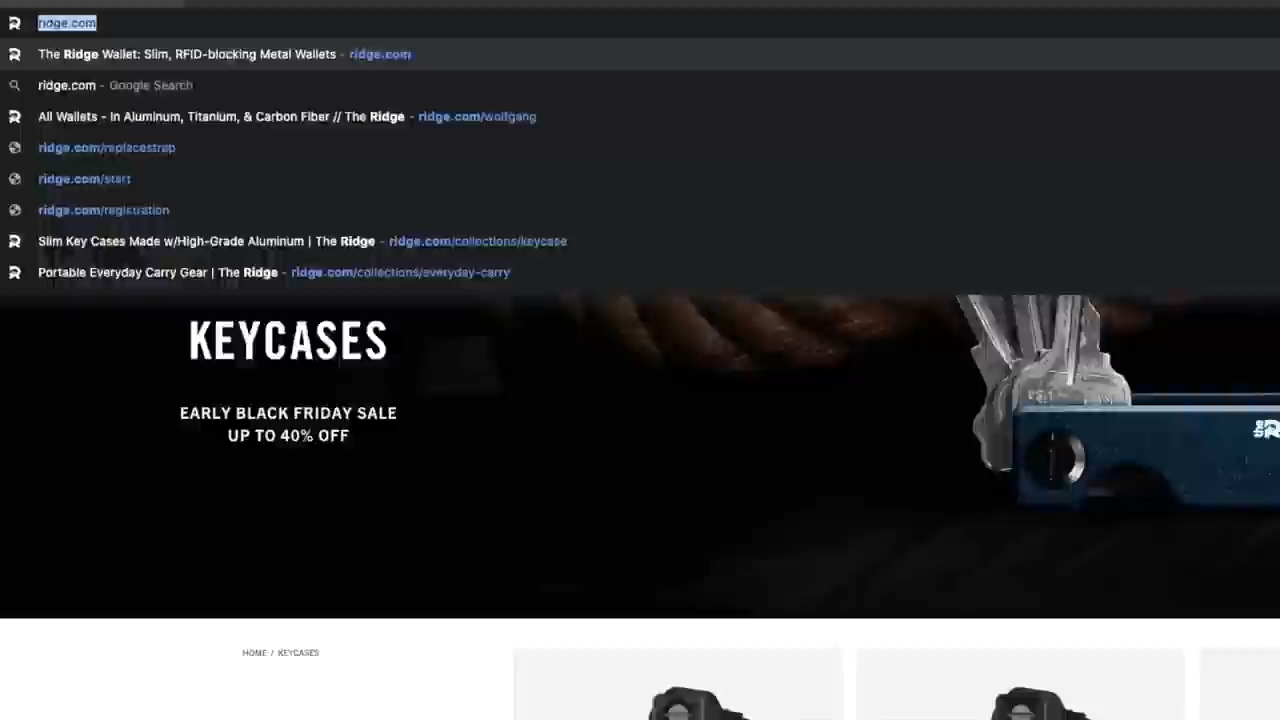 ridge.com
The Ridge Wallet: Slim, RFID-blocking Metal Wallets - ridge.com
ridge.com - Google Search
All Wallets - In Aluminum, Titanium, & Carbon Fiber // The Ridge - ridge.com/wolfgang
ridge.com/replacestrap
ridge.com/start
ridge.com/registration
Slim Key Cases Made w/High-Grade Aluminum | The Ridge - ridge.com/collections/keycase
Portable Everyday Carry Gear | The Ridge - ridge.com/collections/everyday-carry
KEYCASES
EARLY BLACK FRIDAY SALE
UP TO 40% OFF
the R
HOME / KEYCASES